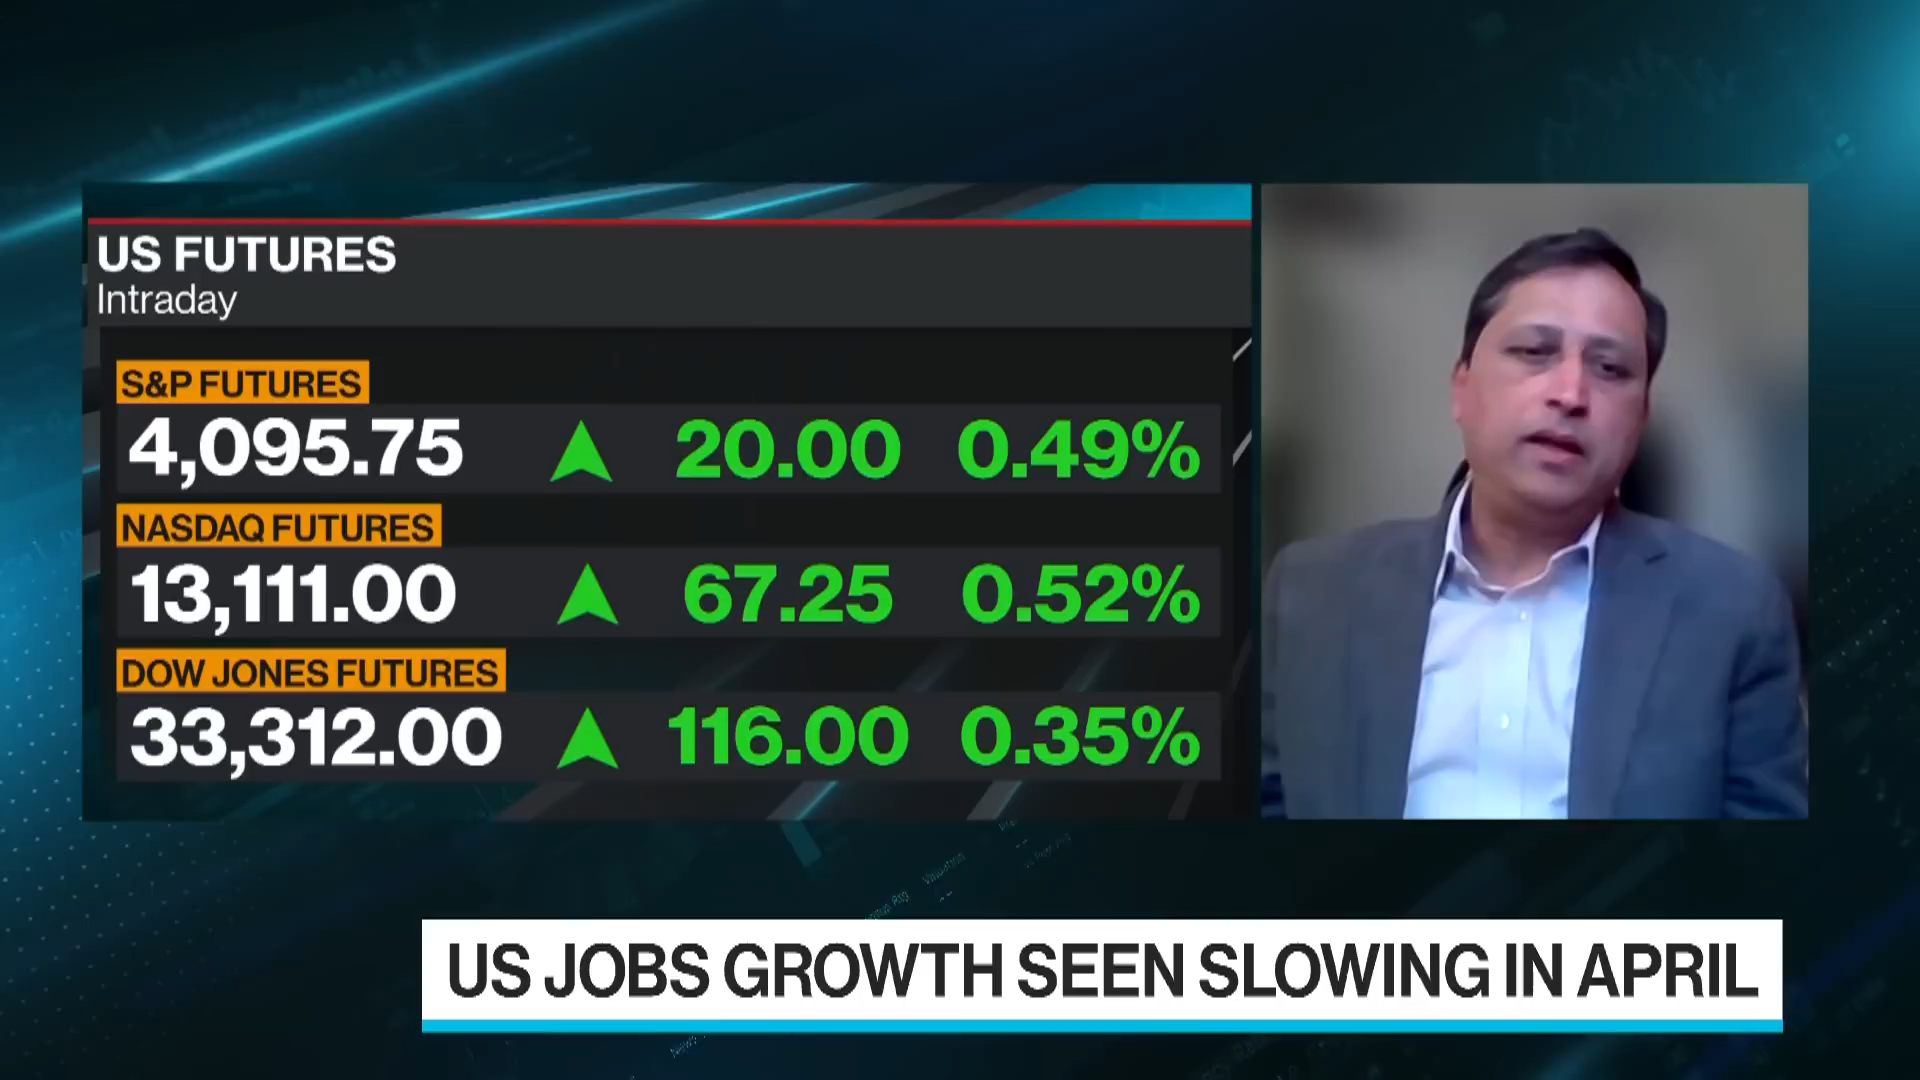 US FUTURES
Intraday
S&P FUTURES
4,095.75 ▲ 20.00 0.49%
NASDAQ FUTURES
13,111.00 ▲ 67.25 0.52%
DOW JONES FUTURES
33,312.00 ▲ 116.00 0.35%
US JOBS GROWTH SEEN SLOWING IN APRIL